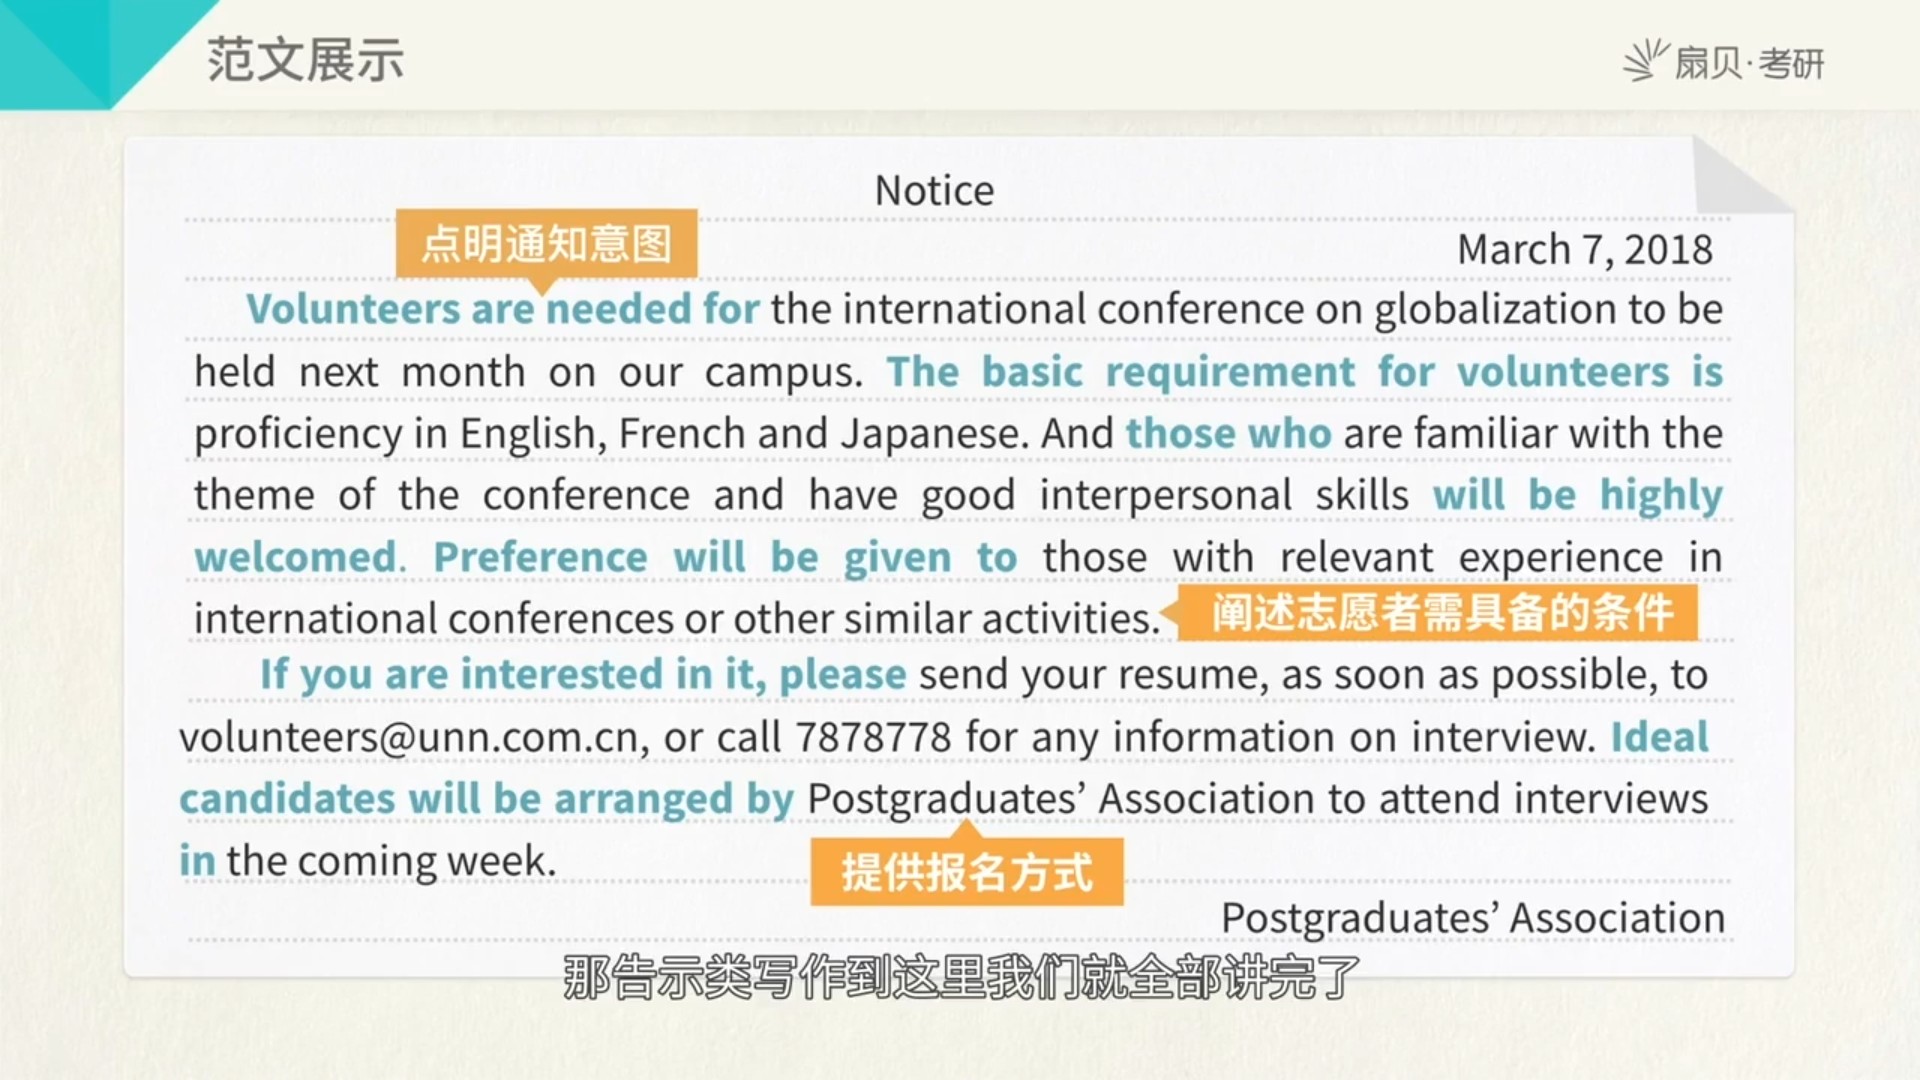 范文展示
扇贝·考研
Notice
点明通知意图
March 7, 2018
Volunteers are needed for the international conference on globalization to be
held next month on our campus. The basic requirement for volunteers is
proficiency in English, French and Japanese. And those who are familiar with the
theme of the conference and have good interpersonal skills will be highly
welcomed. Preference will be given to those with relevant experience in
international conferences or other similar activities.
阐述志愿者需具备的条件
If you are interested in it, please send your resume, as soon as possible, to
volunteers@unn.com.cn, or call 7878778 for any information on interview. Ideal
candidates will be arranged by Postgraduates’ Association to attend interviews
in the coming week.
提供报名方式
Postgraduates’ Association
那告示类写作到这里我们就全部讲完了